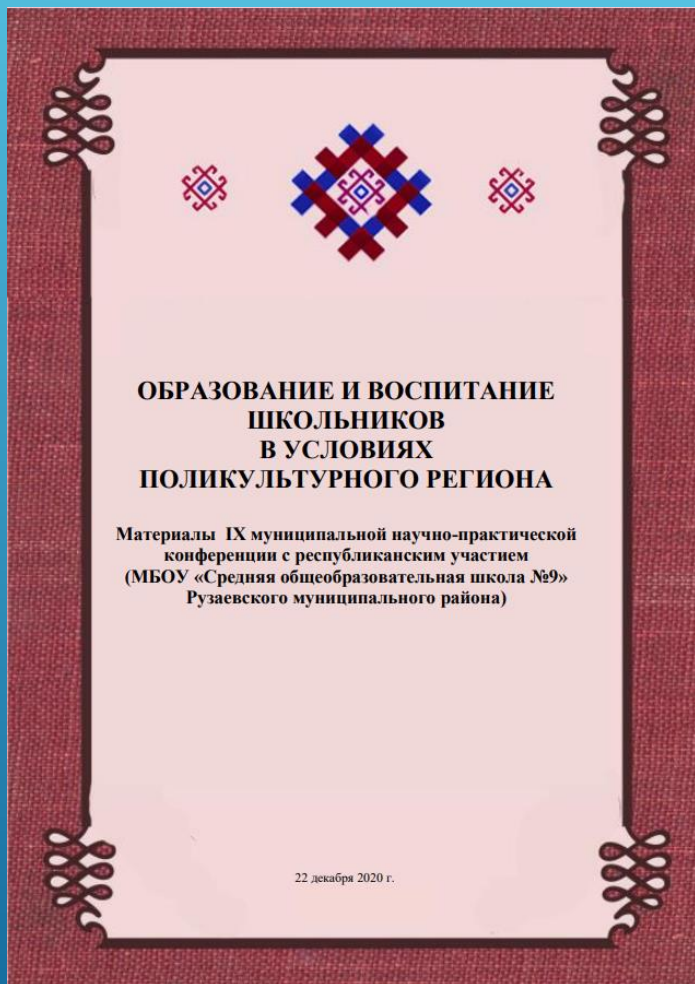 ОБРАЗОВАНИЕ И ВОСПИТАНИЕ
ШКОЛЬНИКОВ
В УСЛОВИЯХ
ПОЛИКУЛЬТУРНОГО РЕГИОНА
Материалы IX муниципальной научно-практической
конференции с республиканским участием
(МБОУ «Средняя общеобразовательная школа №9»
Рузаевского муниципального района)
22 декабря 2020 г.